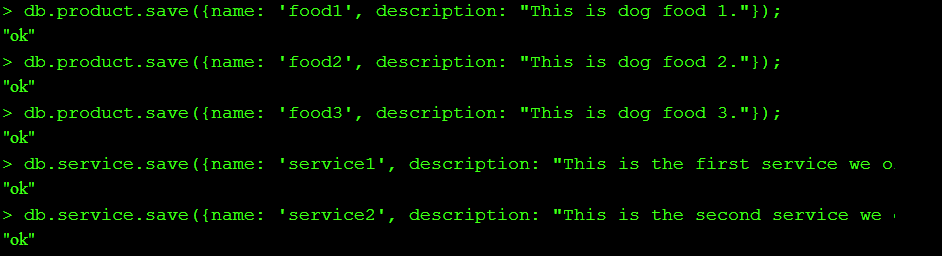 > db.product.save({name: 'food1', description: "This is dog food 1."});
"ok"
> db.product.save({name: 'food2', description: "This is dog food 2."});
"ok"
> db.product.save({name: 'food3', description: "This is dog food 3."});
"ok"
> db.service.save({name: 'service1', description: "This is the first service we o
"ok"
> db.service.save({name: 'service2', description: "This is the second service we
"ok"